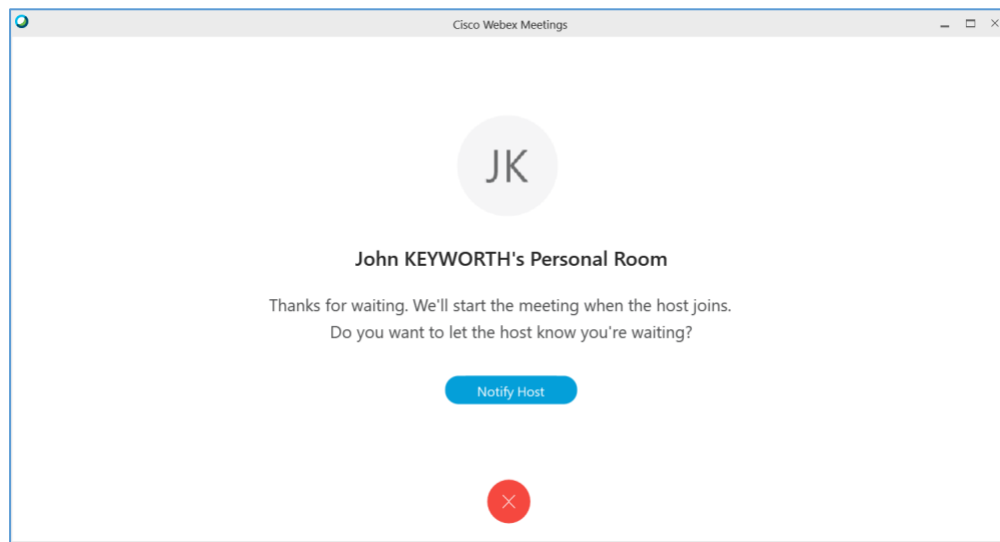 Cisco Webex Meetings
JK
John KEYWORTH's Personal Room
Thanks for waiting. We'll start the meeting when the host joins.
Do you want to let the host know you're waiting?
Notify Host